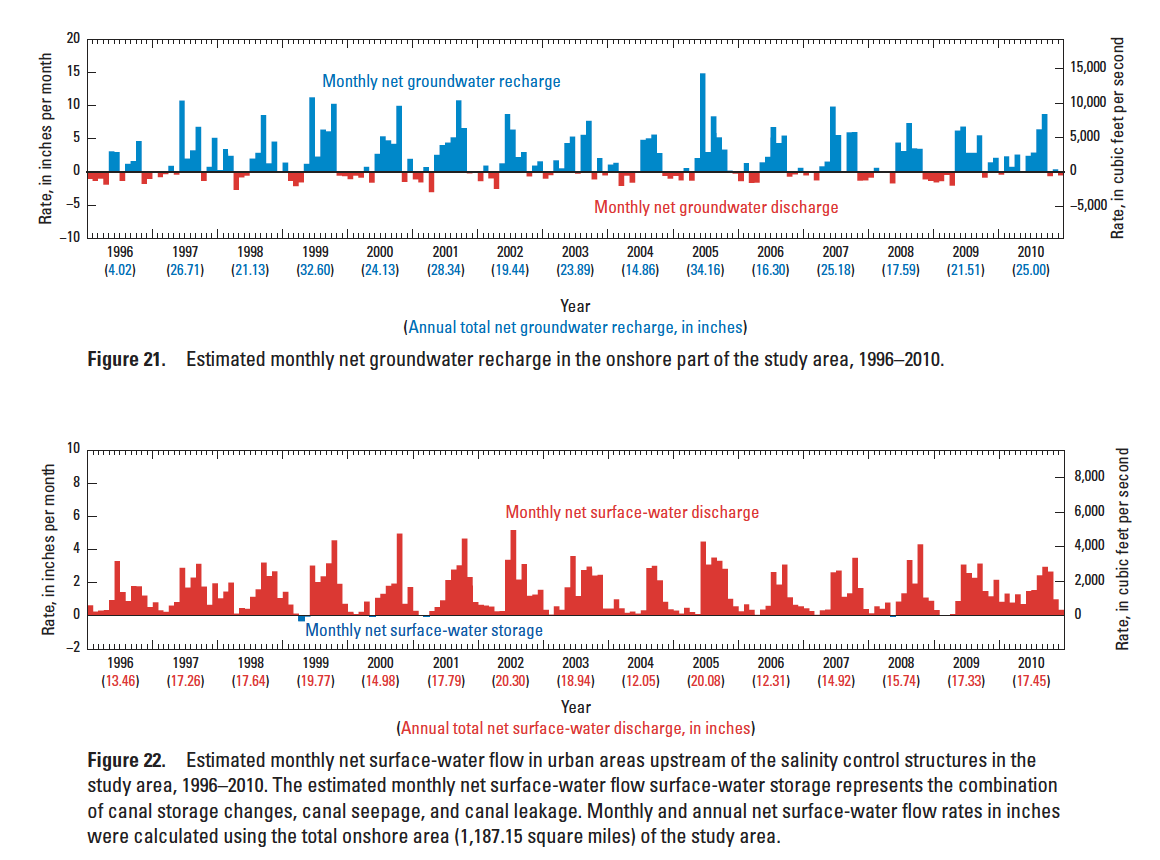 20
15
10
5
0
–5
–10
Rate, in inches per month
Monthly net groundwater recharge
Monthly net groundwater discharge
15,000
10,000
5,000
0
–5,000
Rate, in cubic feet per second
1996 1997 1998 1999 2000 2001 2002 2003 2004 2005 2006 2007 2008 2009 2010
(4.02) (26.71) (21.13) (32.60) (24.13) (28.34) (19.44) (23.89) (14.86) (34.16) (16.30) (25.18) (17.59) (21.51) (25.00)
Year
(Annual total net groundwater recharge, in inches)
Figure 21. Estimated monthly net groundwater recharge in the onshore part of the study area, 1996–2010.
10
8
6
4
2
0
–2
Rate, in inches per month
Monthly net surface-water discharge
Monthly net surface-water storage
8,000
6,000
4,000
2,000
0
Rate, in cubic feet per second
1996 1997 1998 1999 2000 2001 2002 2003 2004 2005 2006 2007 2008 2009 2010
(13.46) (17.26) (17.64) (19.77) (14.98) (17.79) (20.30) (18.94) (12.05) (20.08) (12.31) (14.92) (15.74) (17.33) (17.45)
Year
(Annual total net surface-water discharge, in inches)
Figure 22. Estimated monthly net surface-water flow in urban areas upstream of the salinity control structures in the
study area, 1996–2010. The estimated monthly net surface-water flow surface-water storage represents the combination
of canal storage changes, canal seepage, and canal leakage. Monthly and annual net surface-water flow rates in inches
were calculated using the total onshore area (1,187.15 square miles) of the study area.